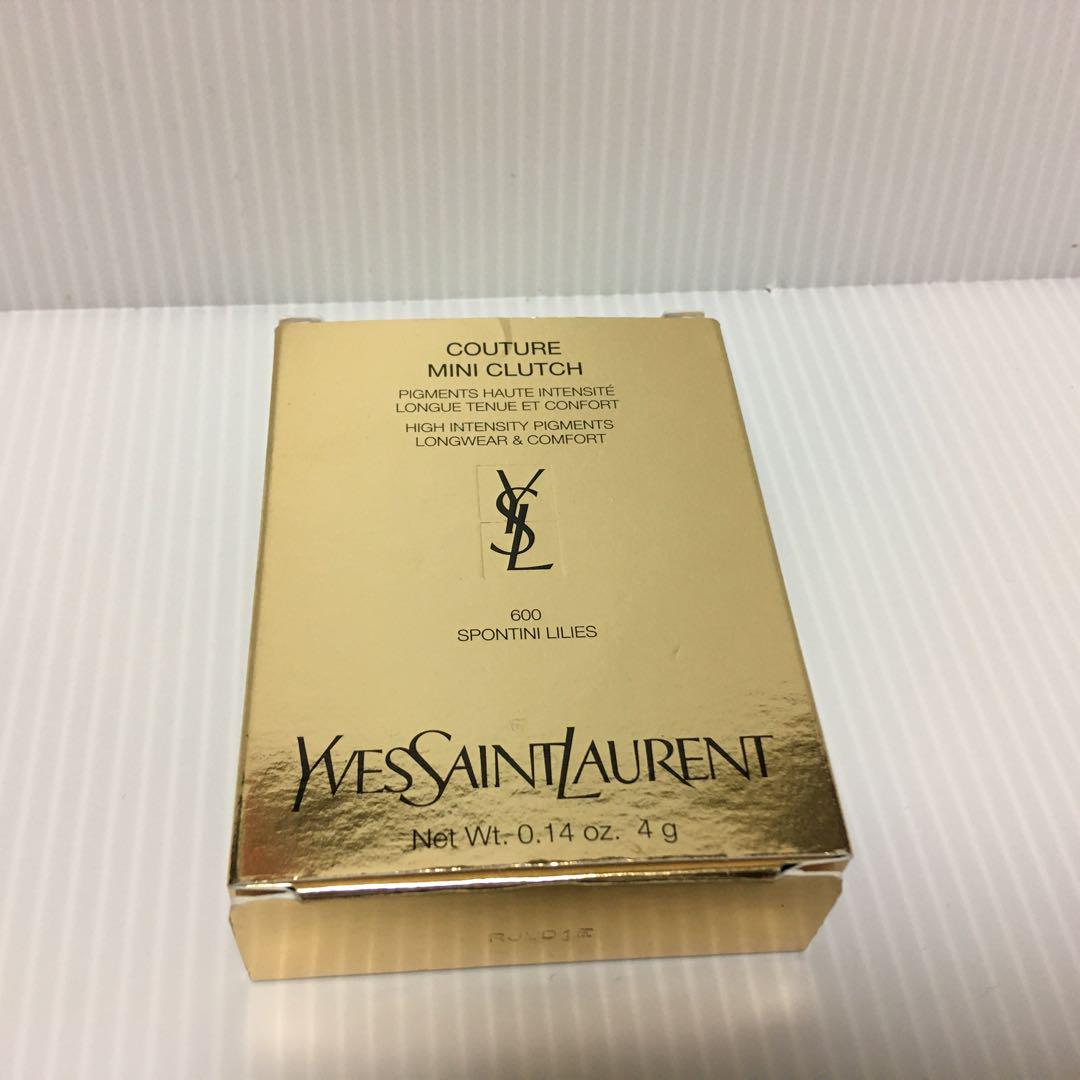 COUTURE
MINI CLUTCH
PIGMENTS HAUTE INTENSITÉ
LONGUE TENUE ET CONFORT
HIGH INTENSITY PIGMENTS
LONGWEAR & COMFORT
YSL
600
SPONTINI LILIES
YVESSAINTLAURENT
Net Wt. 0.14 oz. 4 g